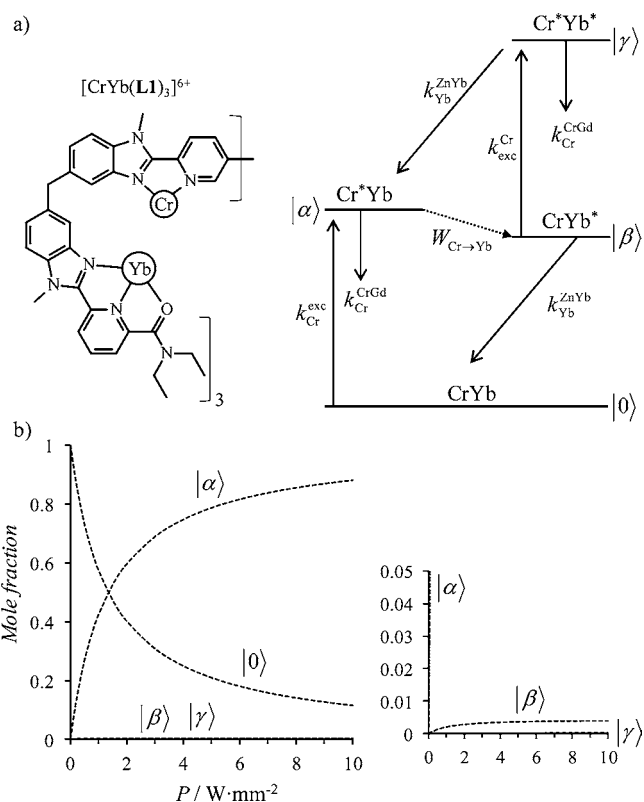 a)
[CrYb(L1)₃]⁶⁺
N
N
N
Cr
N
N
Yb
N
O
N
3
Cr*Yb*
|γ⟩
k_Yb^ZnYb
k_exc^Cr
k_Cr^CrGd
|α⟩
Cr*Yb
W_Cr→Yb
CrYb*
|β⟩
k_Cr^exc
k_Cr^CrGd
k_Yb^ZnYb
CrYb
|0⟩
b)
Mole fraction
1
0.8
0.6
0.4
0.2
0
|α⟩
|0⟩
|β⟩ |γ⟩
0 2 4 6 8 10
P / W·mm⁻²
0.05
0.04
0.03
0.02
0.01
0
|α⟩
|β⟩
|γ⟩
0 2 4 6 8 10